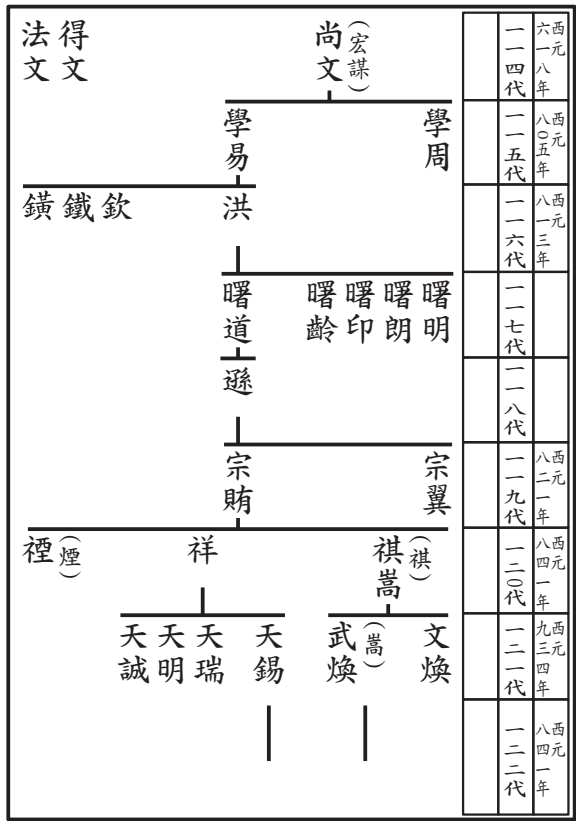 西元六一八年 一一四代 尚文(宏謀) 得文 法文
西元八0五年 一一五代 學周 學易
西元八一三年 一一六代 洪 欽 鐵 鐄
一一七代 曙明 曙朗 曙印 曙齡 曙道
一一八代 遜
西元八二一年 一一九代 宗翼 宗賄
西元八四一年 一二0代 祺嵩(祺) 祥 禋(煙)
西元九三四年 一二一代 文煥 武煥(嵩) 天錫 天瑞 天明 天誠
西元八四一年 一二二代